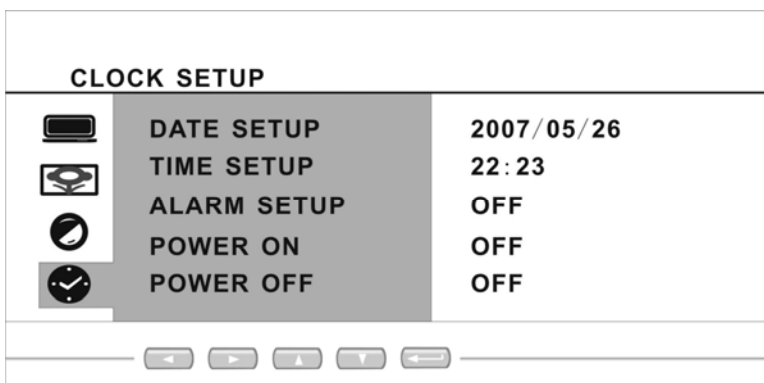 CLOCK SETUP
DATE SETUP 2007/05/26
TIME SETUP 22:23
ALARM SETUP OFF
POWER ON OFF
POWER OFF OFF